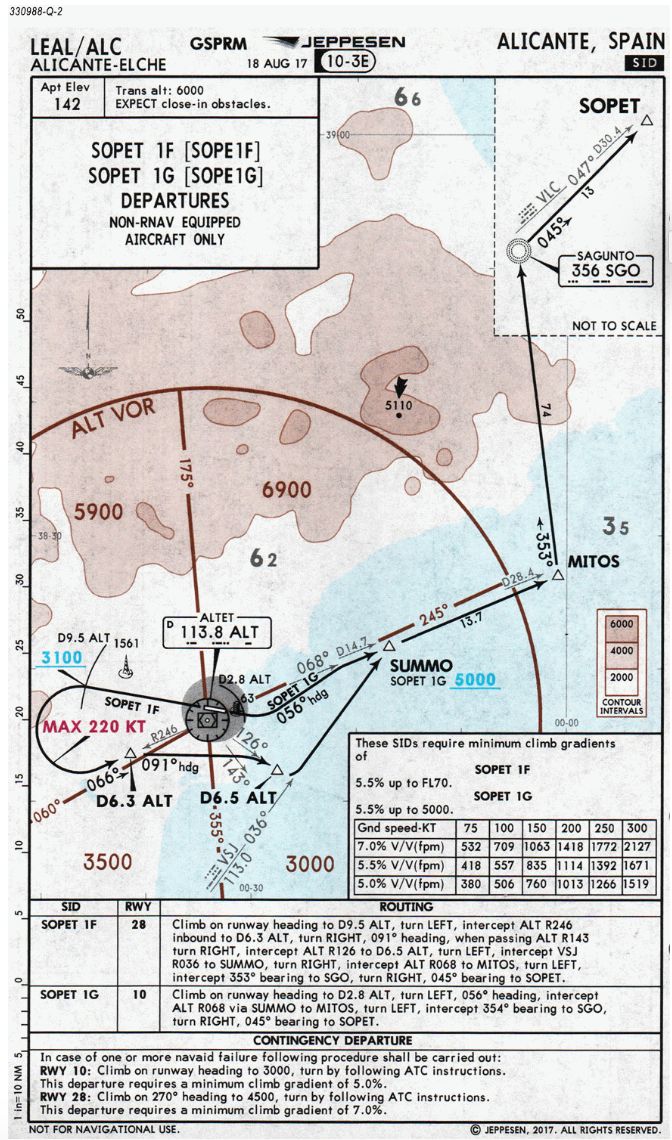 330988-Q-2
LEAL/ALC
ALICANTE-ELCHE
GSPRM
JEPPESEN
18 AUG 17
10-3E
ALICANTE, SPAIN
SID
Apt Elev
142
Trans alt: 6000
EXPECT close-in obstacles.
SOPET 1F [SOPE1F]
SOPET 1G [SOPE1G]
DEPARTURES
NON-RNAV EQUIPPED
AIRCRAFT ONLY
66
39-00
SOPET
VLC 047° D30.4
045° 13
SAGUNTO
356 SGO
NOT TO SCALE
N
5110
ALT VOR
175°
5900
6900
74
353°
35
MITOS
38-30
62
ALTET
D 113.8 ALT
D9.5 ALT
1561
3100
SOPET 1F
MAX 220 KT
D2.8 ALT
63
068° D14.7
245°
D28.4
13.7
SOPET 1G
056° hdg
SUMMO
SOPET 1G 5000
6000
4000
2000
CONTOUR
INTERVALS
00-00
R246
066°
091° hdg
126°
143°
D6.3 ALT
D6.5 ALT
060°
355°
VSJ
113.0
036°
3500
3000
00-30
50
45
40
35
30
25
20
15
10
5
0
5
1 in=10 NM
These SIDs require minimum climb gradients
of
SOPET 1F
5.5% up to FL70.
SOPET 1G
5.5% up to 5000.
Gnd speed-KT 75 100 150 200 250 300
7.0% V/V(fpm) 532 709 1063 1418 1772 2127
5.5% V/V(fpm) 418 557 835 1114 1392 1671
5.0% V/V(fpm) 380 506 760 1013 1266 1519
SID RWY ROUTING
SOPET 1F 28 Climb on runway heading to D9.5 ALT, turn LEFT, intercept ALT R246
inbound to D6.3 ALT, turn RIGHT, 091° heading, when passing ALT R143
turn RIGHT, intercept ALT R126 to D6.5 ALT, turn LEFT, intercept VSJ
R036 to SUMMO, turn RIGHT, intercept ALT R068 to MITOS, turn LEFT,
intercept 353° bearing to SGO, turn RIGHT, 045° bearing to SOPET.
SOPET 1G 10 Climb on runway heading to D2.8 ALT, turn LEFT, 056° heading, intercept
ALT R068 via SUMMO to MITOS, turn LEFT, intercept 354° bearing to SGO,
turn RIGHT, 045° bearing to SOPET.
CONTINGENCY DEPARTURE
In case of one or more navaid failure following procedure shall be carried out:
RWY 10: Climb on runway heading to 3000, turn by following ATC instructions.
This departure requires a minimum climb gradient of 5.0%.
RWY 28: Climb on 270° heading to 4500, turn by following ATC instructions.
This departure requires a minimum climb gradient of 7.0%.
NOT FOR NAVIGATIONAL USE.
© JEPPESEN, 2017. ALL RIGHTS RESERVED.